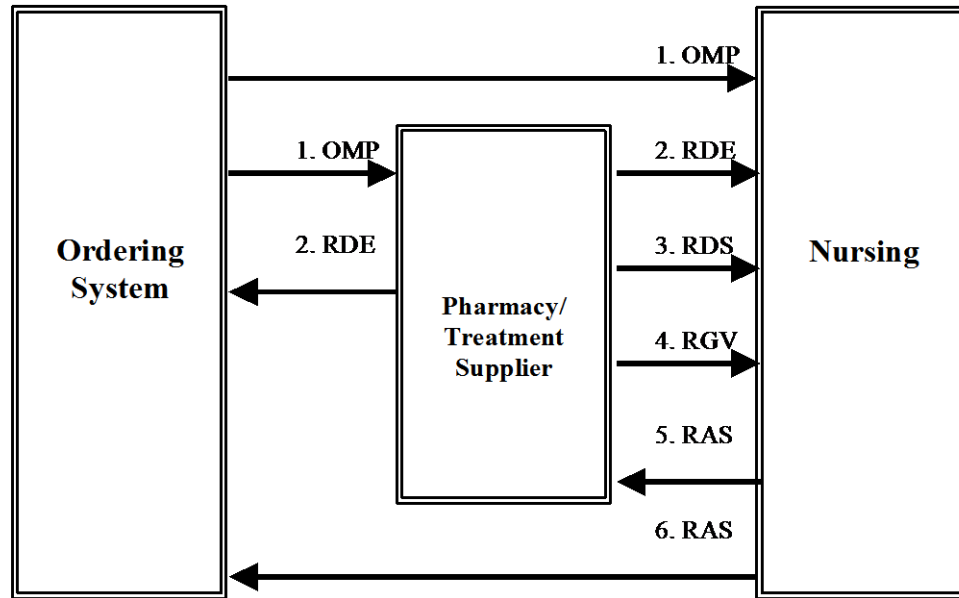 1. OMP
1. OMP
2. RDE
2. RDE
3. RDS
Ordering
System
Nursing
Pharmacy/
Treatment
Supplier
4. RGV
5. RAS
6. RAS